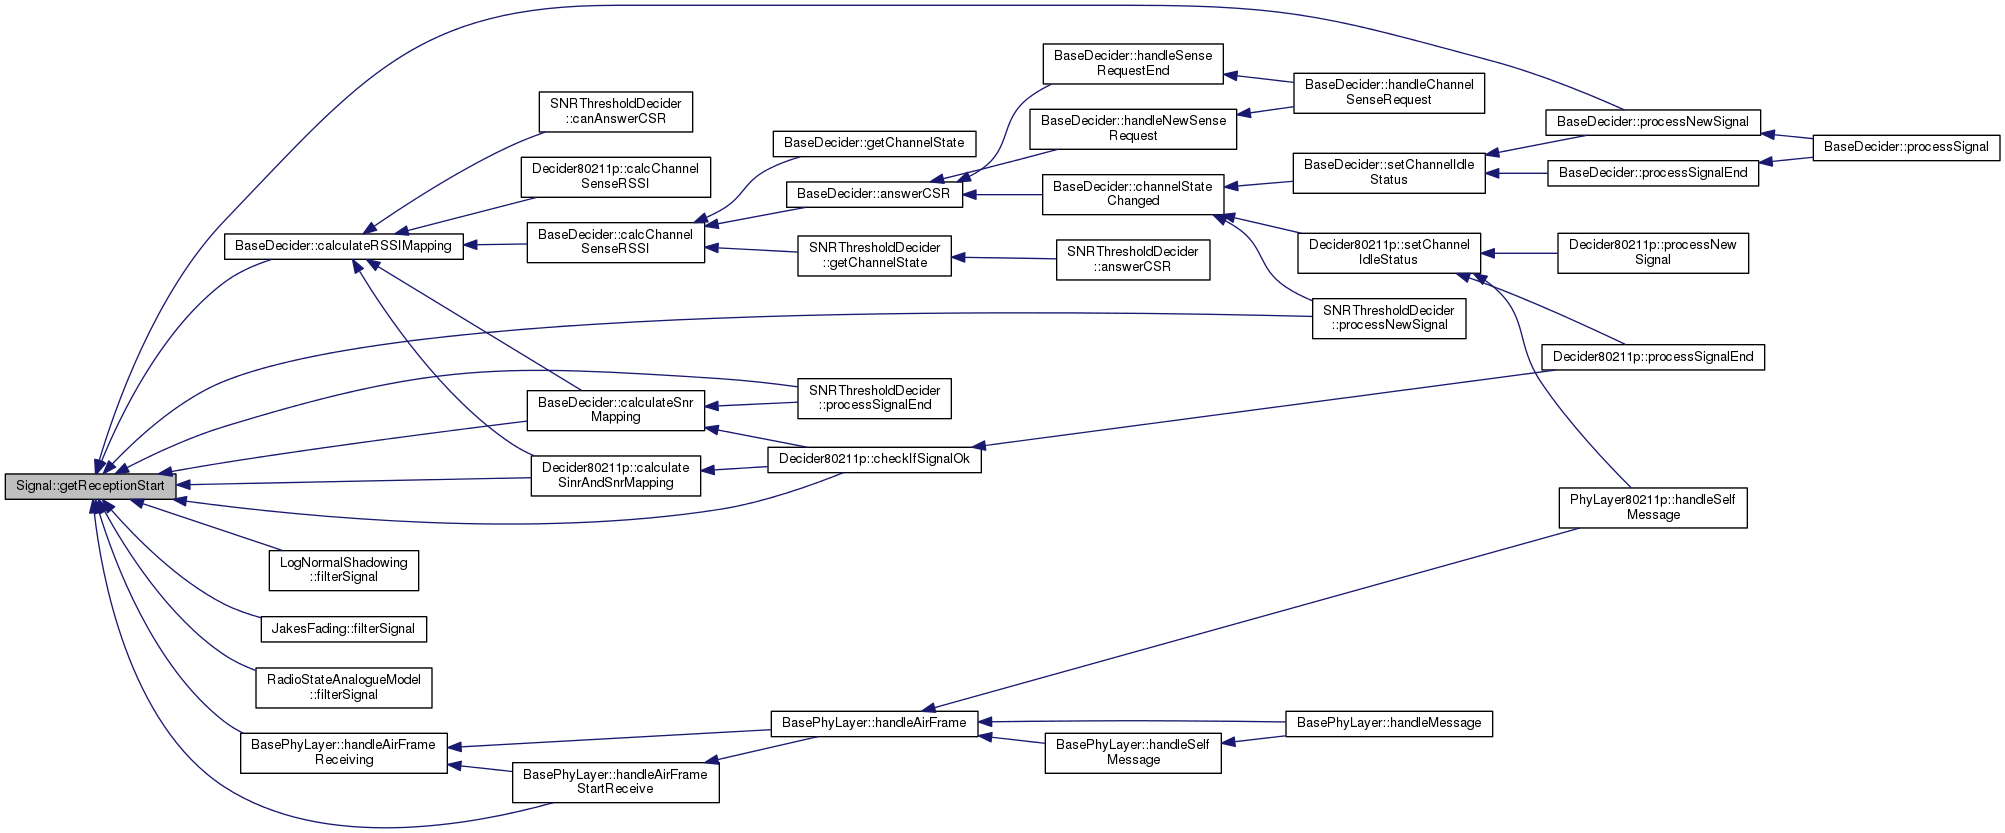 Signal::getReceptionStart
BaseDecider::calculateRSSIMapping
SNRThresholdDecider
::canAnswerCSR
Decider80211p::calcChannel
SenseRSSI
BaseDecider::calcChannel
SenseRSSI
BaseDecider::getChannelState
BaseDecider::answerCSR
BaseDecider::handleSense
RequestEnd
BaseDecider::handleChannel
SenseRequest
BaseDecider::handleNewSense
Request
BaseDecider::channelState
Changed
BaseDecider::setChannelIdle
Status
BaseDecider::processNewSignal
BaseDecider::processSignal
BaseDecider::processSignalEnd
Decider80211p::setChannel
IdleStatus
Decider80211p::processNew
Signal
Decider80211p::processSignalEnd
PhyLayer80211p::handleSelf
Message
SNRThresholdDecider
::processNewSignal
SNRThresholdDecider
::getChannelState
SNRThresholdDecider
::answerCSR
BaseDecider::calculateSnr
Mapping
SNRThresholdDecider
::processSignalEnd
Decider80211p::checkIfSignalOk
Decider80211p::calculate
SinrAndSnrMapping
LogNormalShadowing
::filterSignal
JakesFading::filterSignal
RadioStateAnalogueModel
::filterSignal
BasePhyLayer::handleAirFrame
Receiving
BasePhyLayer::handleAirFrame
StartReceive
BasePhyLayer::handleAirFrame
BasePhyLayer::handleSelf
Message
BasePhyLayer::handleMessage